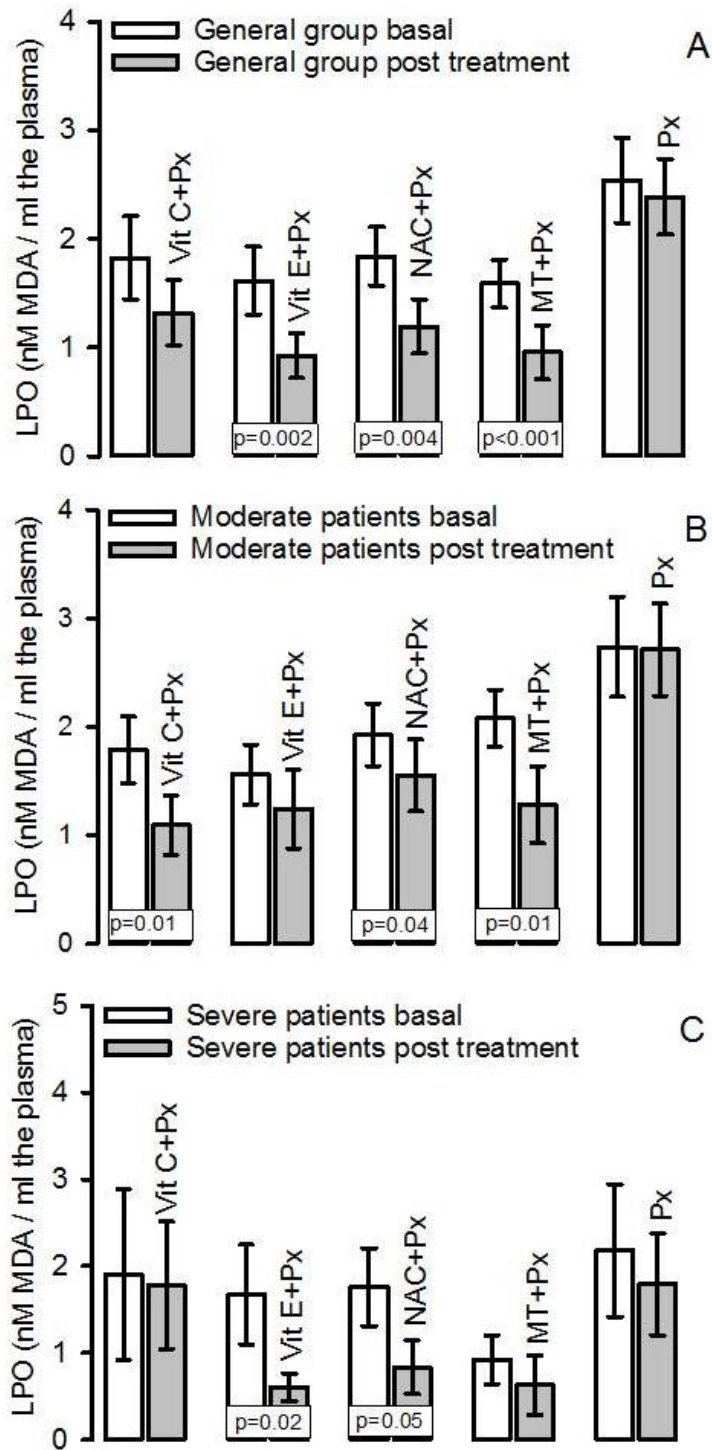 4
General group basal
A
General group post treatment
3
2
1
0
LPO (nM MDA / ml the plasma)
Vit C+Px
Vit E+Px
NAC+Px
MT+Px
Px
p=0.002
p=0.004
p<0.001
4
Moderate patients basal
B
Moderate patients post treatment
3
2
1
0
LPO (nM MDA / ml the plasma)
Vit C+Px
Vit E+Px
NAC+Px
MT+Px
Px
p=0.01
p=0.04
p=0.01
5
Severe patients basal
C
Severe patients post treatment
4
3
2
1
0
LPO (nM MDA / ml the plasma)
Vit C+Px
Vit E+Px
NAC+Px
MT+Px
Px
p=0.02
p=0.05